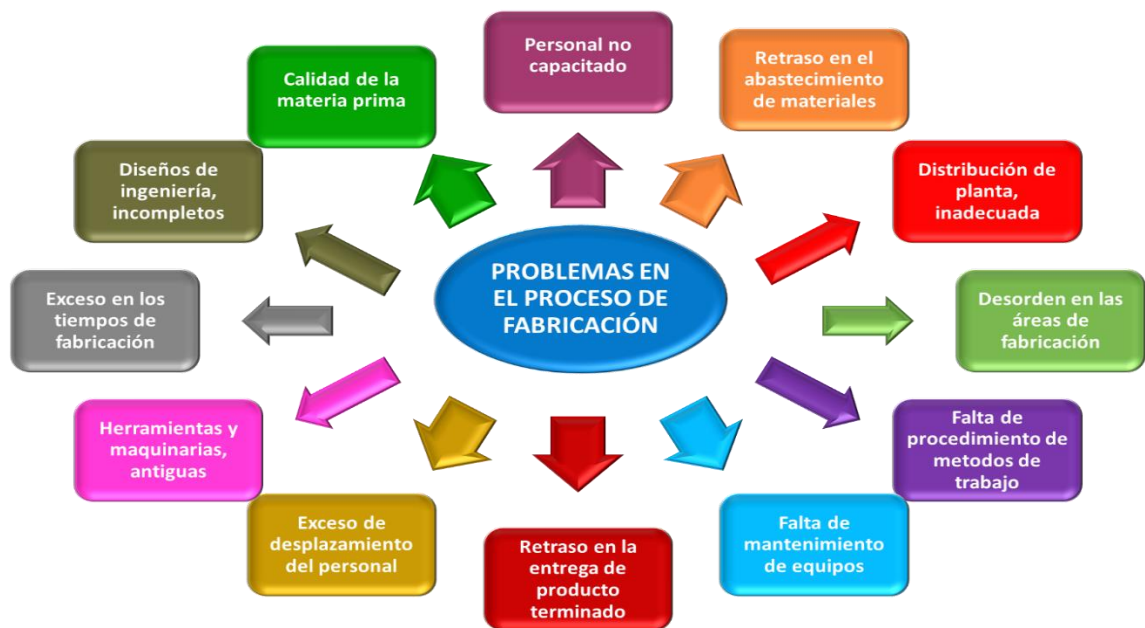 Personal no
capacitado
Retraso en el
abastecimiento
de materiales
Calidad de la
materia prima
Diseños de
ingeniería,
incompletos
Distribución de
planta,
inadecuada
PROBLEMAS EN
EL PROCESO DE
FABRICACIÓN
Exceso en los
tiempos de
fabricación
Desorden en las
áreas de
fabricación
Herramientas y
maquinarias,
antiguas
Falta de
procedimiento de
metodos de
trabajo
Exceso de
desplazamiento
del personal
Retraso en la
entrega de
producto
terminado
Falta de
mantenimiento
de equipos